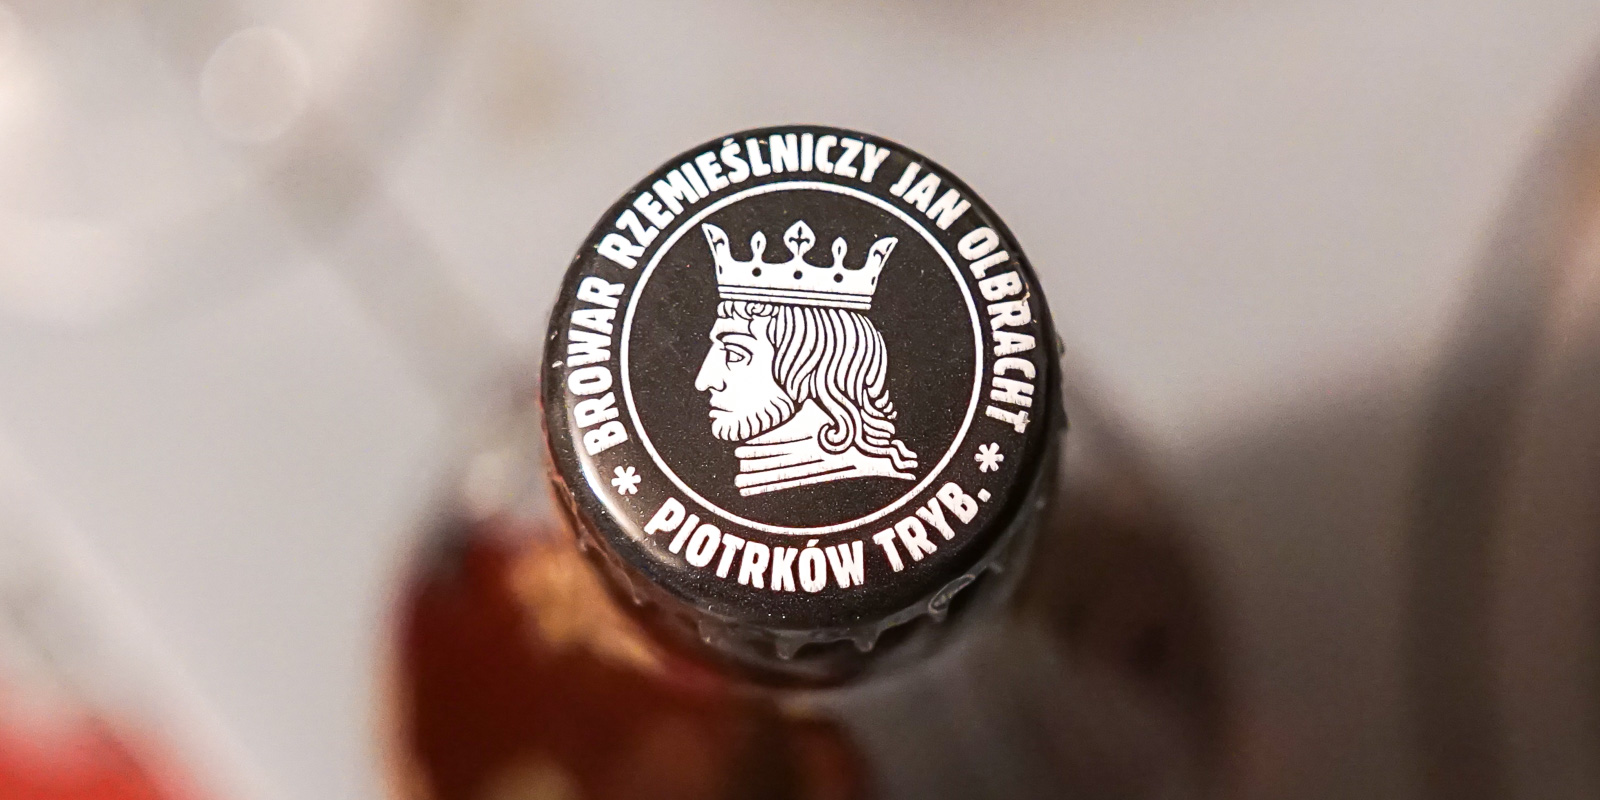 BROWAR RZEMIEŚLNICZY JAN OLBRACHT
* PIOTRKÓW TRYB. *